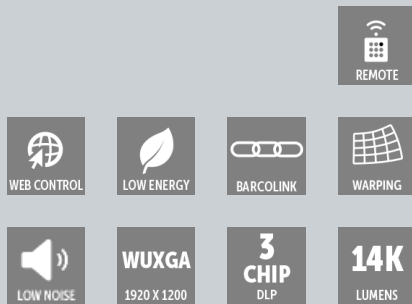 REMOTE
WEB CONTROL
LOW ENERGY
BARCOLINK
WARPING
LOW NOISE
WUXGA
1920 X 1200
3
CHIP
DLP
14K
LUMENS